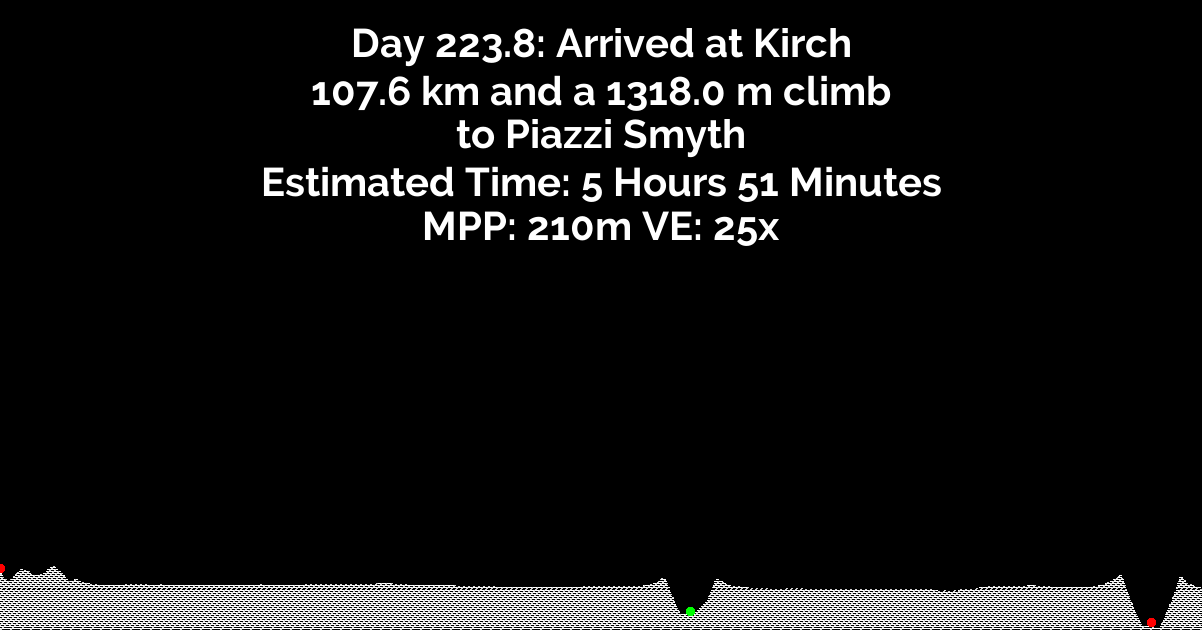 Day 223.8: Arrived at Kirch
107.6 km and a 1318.0 m climb
to Piazzi Smyth
Estimated Time: 5 Hours 51 Minutes
MPP: 210m VE: 25x